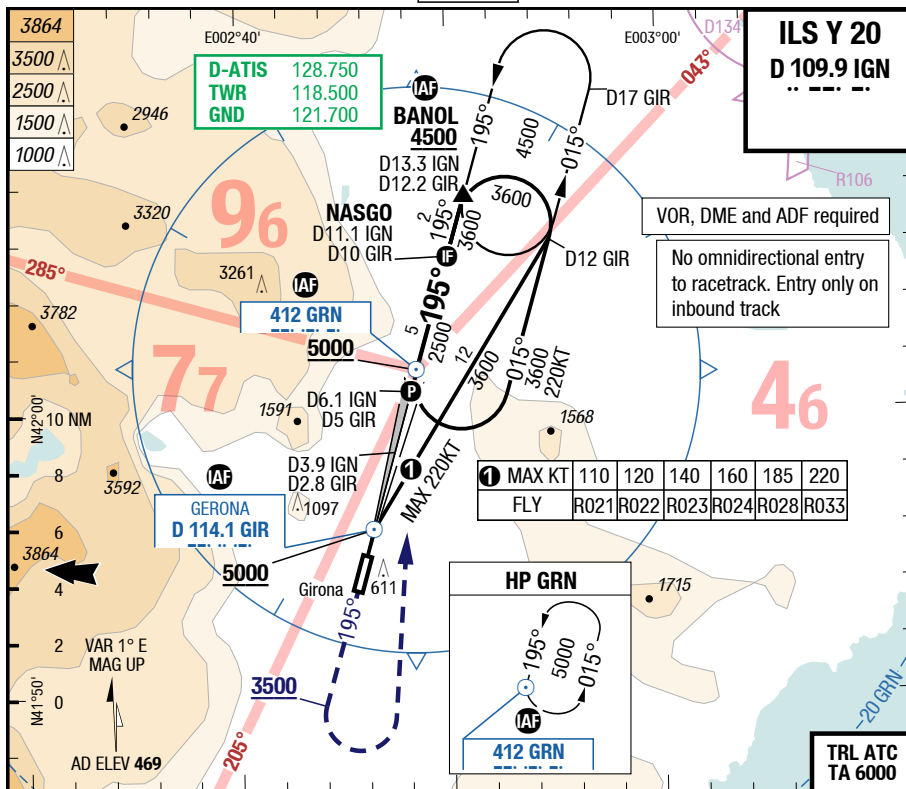 3864
3500
2500
1500
1000
E002°40'
E003°00'
D134
ILS Y 20
D 109.9 IGN
D-ATIS 128.750
TWR 118.500
GND 121.700
IAF
BANOL
4500
D13.3 IGN
D12.2 GIR
195°
4500
015°
D17 GIR
043°
R106
2946
3320
96
3261
NASGO
D11.1 IGN
D10 GIR
2
195°
3600
3600
IF
D12 GIR
VOR, DME and ADF required
No omnidirectional entry
to racetrack. Entry only on
inbound track
285°
3782
IAF
412 GRN
5000
195°
5
2500
12
3600
015°
3600
220KT
77
46
P
D6.1 IGN
D5 GIR
1591
1568
N42°00'
10 NM
8
6
4
2
0
3592
D3.9 IGN
D2.8 GIR
1
MAX 220KT
1097
IAF
GERONA
D 114.1 GIR
5000
1 MAX KT 110 120 140 160 185 220
FLY R021 R022 R023 R024 R028 R033
3864
Girona
611
195°
3500
205°
1715
HP GRN
195°
5000
015°
IAF
412 GRN
VAR 1° E
MAG UP
N41°50'
AD ELEV 469
20 GRN
TRL ATC
TA 6000